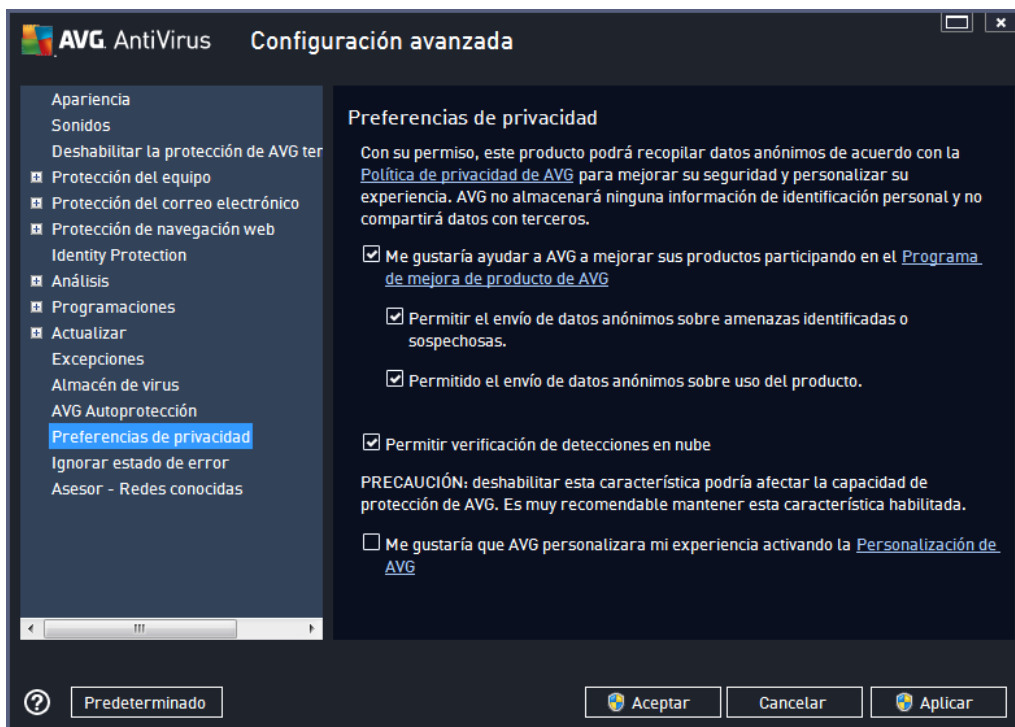 AVG AntiVirus Configuración avanzada
Apariencia
Sonidos
Deshabilitar la protección de AVG ter
Protección del equipo
Protección del correo electrónico
Protección de navegación web
Identity Protection
Análisis
Programaciones
Actualizar
Excepciones
Almacén de virus
AVG Autoprotección
Preferencias de privacidad
Ignorar estado de error
Asesor - Redes conocidas
Preferencias de privacidad
Con su permiso, este producto podrá recopilar datos anónimos de acuerdo con la
Política de privacidad de AVG para mejorar su seguridad y personalizar su
experiencia. AVG no almacenará ninguna información de identificación personal y no
compartirá datos con terceros.
Me gustaría ayudar a AVG a mejorar sus productos participando en el Programa
de mejora de producto de AVG
Permitir el envío de datos anónimos sobre amenazas identificadas o
sospechosas.
Permitido el envío de datos anónimos sobre uso del producto.
Permitir verificación de detecciones en nube
PRECAUCIÓN: deshabilitar esta característica podría afectar la capacidad de
protección de AVG. Es muy recomendable mantener esta característica habilitada.
Me gustaría que AVG personalizara mi experiencia activando la Personalización de
AVG
Predeterminado
Aceptar
Cancelar
Aplicar